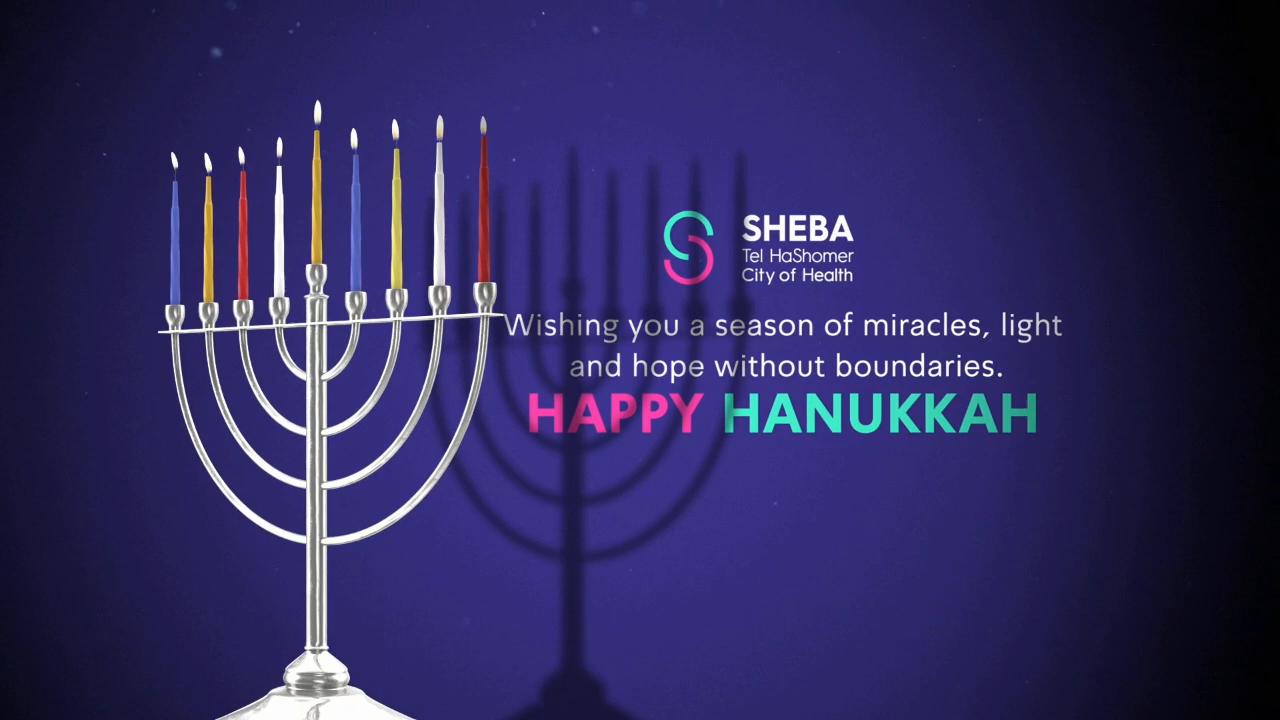 SHEBA
Tel HaShomer
City of Health
Wishing you a season of miracles, light
and hope without boundaries.
HAPPY HANUKKAH